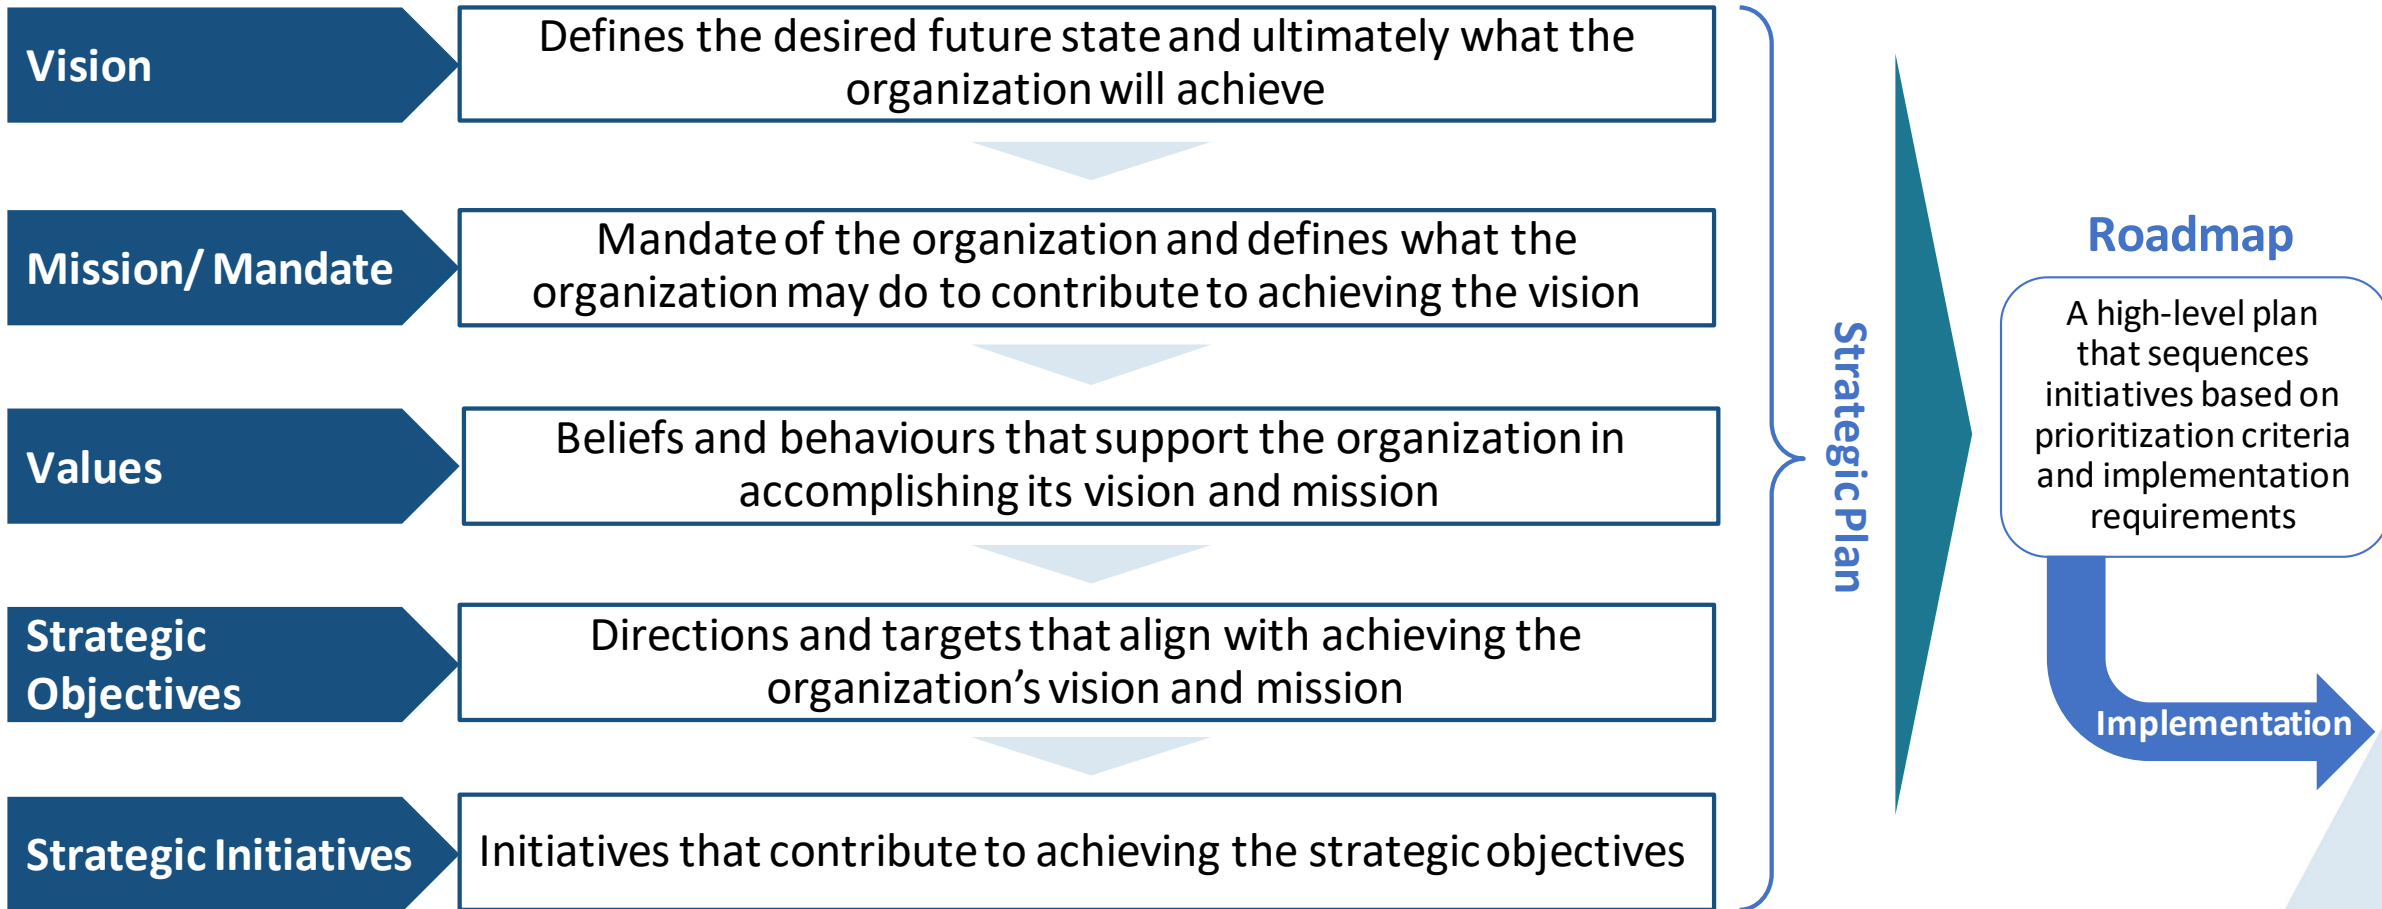 Vision
Defines the desired future state and ultimately what the
organization will achieve
Mission/ Mandate
Mandate of the organization and defines what the
organization may do to contribute to achieving the vision
Values
Beliefs and behaviours that support the organization in
accomplishing its vision and mission
Strategic
Objectives
Directions and targets that align with achieving the
organization’s vision and mission
Strategic Initiatives
Initiatives that contribute to achieving the strategic objectives
Strategic Plan
Roadmap
A high-level plan
that sequences
initiatives based on
prioritization criteria
and implementation
requirements
Implementation